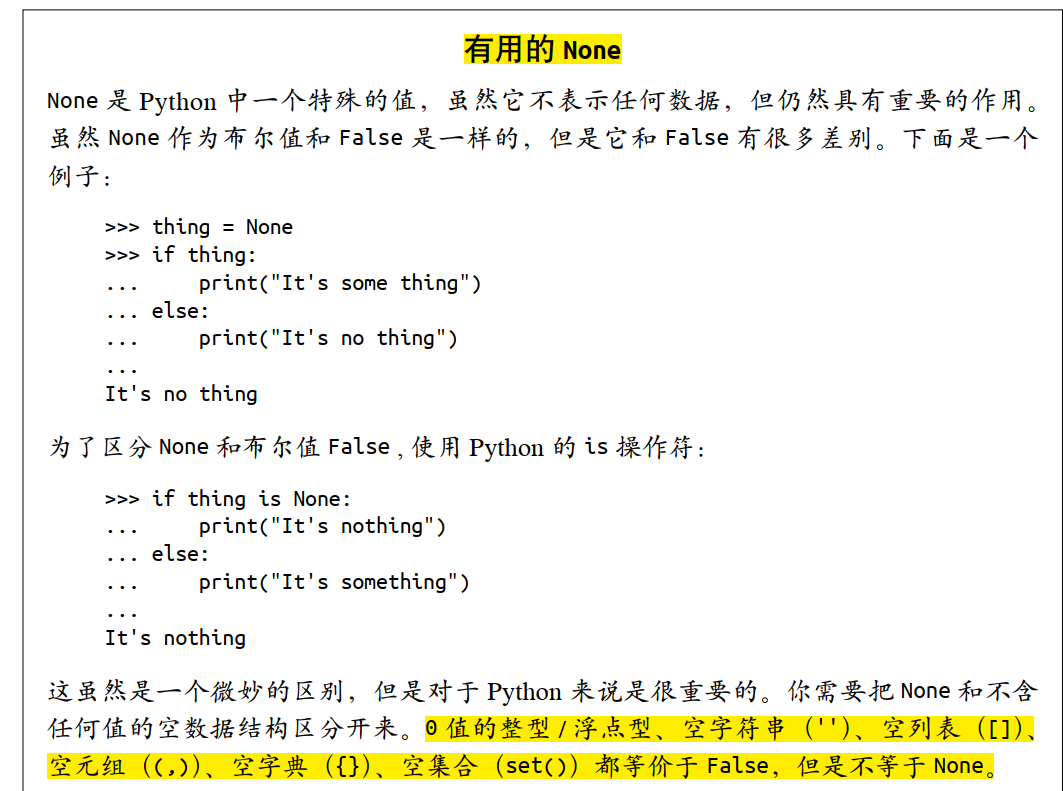 有用的 None
None 是 Python 中一个特殊的值，虽然它不表示任何数据，但仍然具有重要的作用。
虽然 None 作为布尔值和 False 是一样的，但是它和 False 有很多差别。下面是一个
例子：
>>> thing = None
>>> if thing:
...     print("It's some thing")
... else:
...     print("It's no thing")
...
It's no thing
为了区分 None 和布尔值 False , 使用 Python 的 is 操作符：
>>> if thing is None:
...     print("It's nothing")
... else:
...     print("It's something")
...
It's nothing
这虽然是一个微妙的区别，但是对于 Python 来说是很重要的。你需要把 None 和不含
任何值的空数据结构区分开来。0 值的整型 / 浮点型、空字符串（''）、空列表（[]）、
空元组（(,)）、空字典（{}）、空集合（set()）都等价于 False，但是不等于 None。